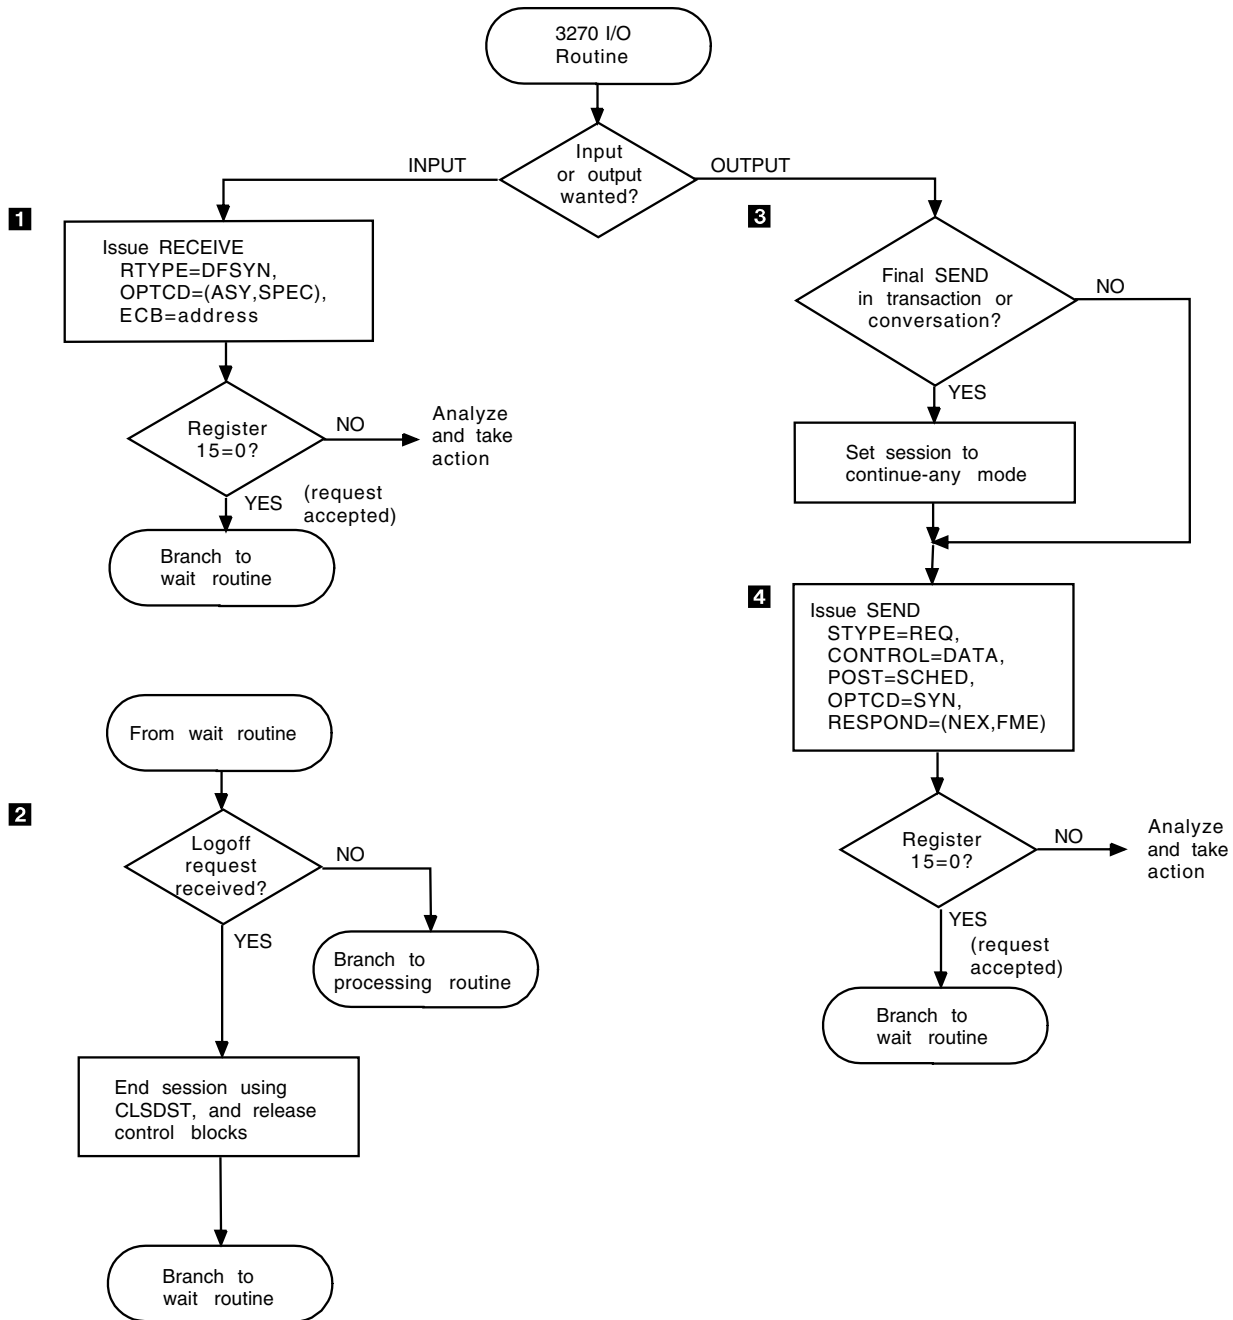 3270 I/O
Routine
Input
or output
wanted?
INPUT
OUTPUT
1
Issue RECEIVE
RTYPE=DFSYN,
OPTCD=(ASY,SPEC),
ECB=address
Register
15=0?
NO
Analyze
and take
action
YES
(request
accepted)
Branch to
wait routine
From wait routine
2
Logoff
request
received?
NO
YES
Branch to
processing routine
End session using
CLSDST, and release
control blocks
Branch to
wait routine
3
Final SEND
in transaction or
conversation?
NO
YES
Set session to
continue-any mode
4
Issue SEND
STYPE=REQ,
CONTROL=DATA,
POST=SCHED,
OPTCD=SYN,
RESPOND=(NEX,FME)
Register
15=0?
NO
Analyze
and take
action
YES
(request
accepted)
Branch to
wait routine